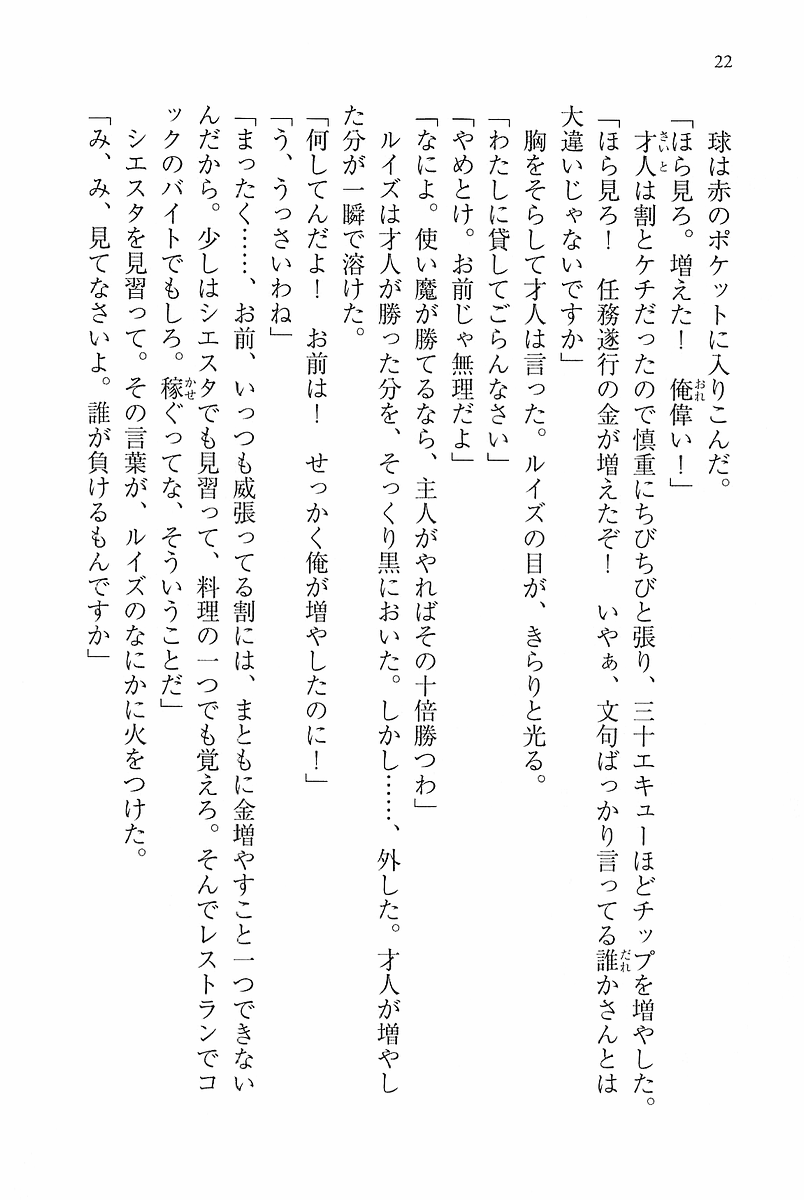 22
球は赤のポケットに入りこんだ。
「ほら見ろ。増えた!　俺偉い!」
才人は割とケチだったので慎重にちびちびと張り、三十エキューほどチップを増やした。
「ほら見ろ!　任務遂行の金が増えたぞ!　いやぁ、文句ばっかり言ってる誰かさんとは
大違いじゃないですか」
胸をそらして才人は言った。ルイズの目が、きらりと光る。
「わたしに貸してごらんなさい」
「やめとけ。お前じゃ無理だよ」
「なによ。使い魔が勝てるなら、主人がやればその十倍勝つわ」
ルイズは才人が勝った分を、そっくり黒においた。しかし……、外した。才人が増やし
た分が一瞬で溶けた。
「何してんだよ!　お前は!　せっかく俺が増やしたのに!」
「う、うっさいわね」
「まったく……、お前、いっつも威張ってる割には、まともに金増やすこと一つできない
んだから。少しはシエスタでも見習って、料理の一つでも覚えろ。そんでレストランでコ
ックのバイトでもしろ。稼ぐってな、そういうことだ」
シエスタを見習って。その言葉が、ルイズのなにかに火をつけた。
「み、み、見てなさいよ。誰が負けるもんですか」